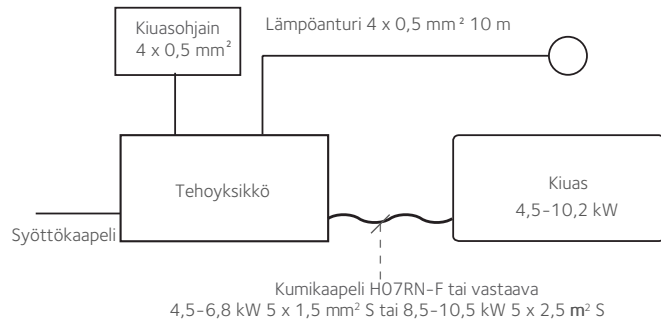 Kiuasohjain
4 x 0,5 mm²
Lämpöanturi 4 x 0,5 mm² 10 m
Tehoyksikkö
Kiuas
4,5-10,2 kW
Syöttökaapeli
Kumikaapeli H07RN-F tai vastaava
4,5-6,8 kW 5 x 1,5 mm² S tai 8,5-10,5 kW 5 x 2,5 m² S